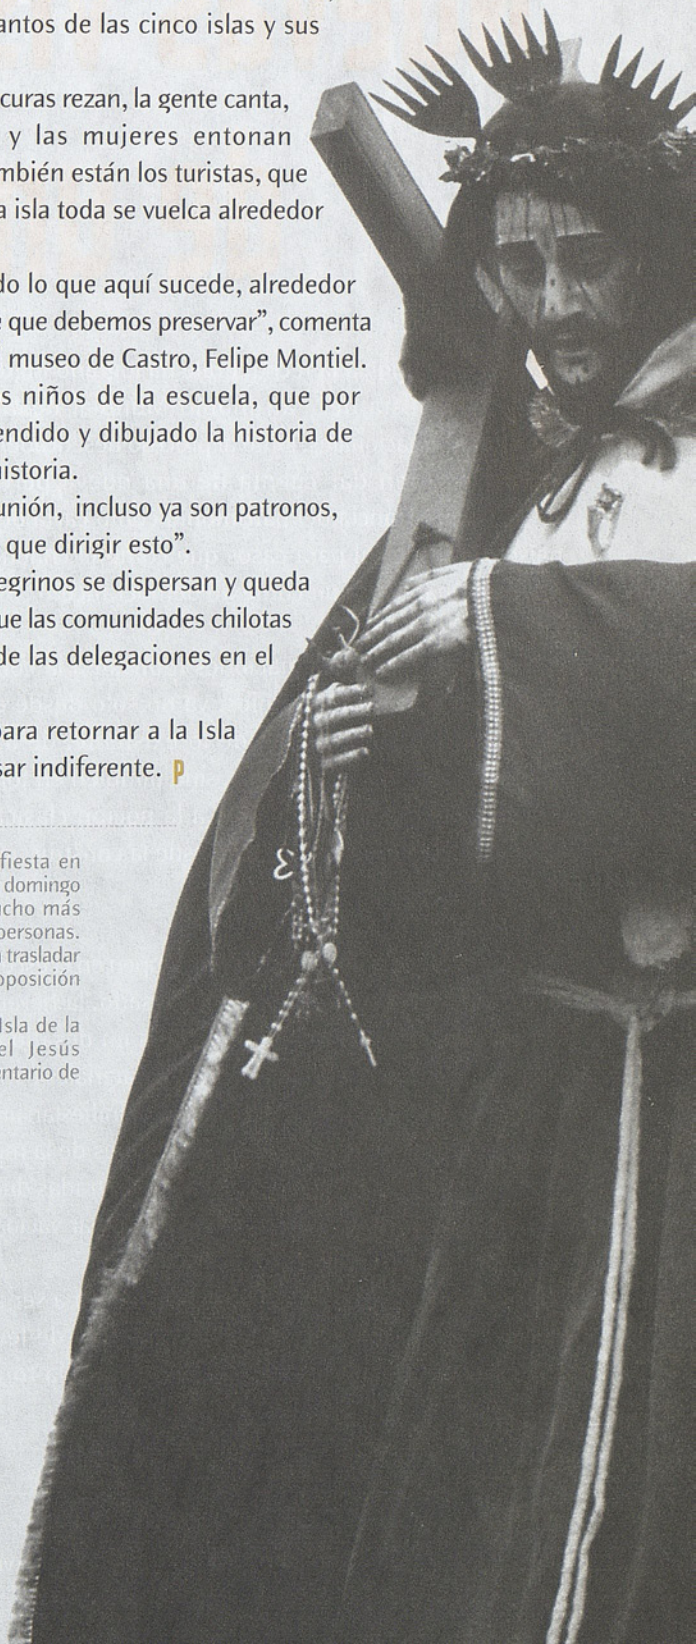 antos de las cinco islas y sus
curas rezan, la gente canta,
y las mujeres entonan
mbién están los turistas, que
a isla toda se vuelca alrededor
do lo que aquí sucede, alrededor
e que debemos preservar”, comenta
museo de Castro, Felipe Montiel.
s niños de la escuela, que por
endido y dibujado la historia de
istoria.
unión, incluso ya son patronos,
que dirigir esto”.
egrinos se dispersan y queda
ue las comunidades chilotas
de las delegaciones en el
para retornar a la Isla
sar indiferente. p
fiesta en
domingo
ucho más
personas.
trasladar
oposición
Isla de la
el Jesús
entario de